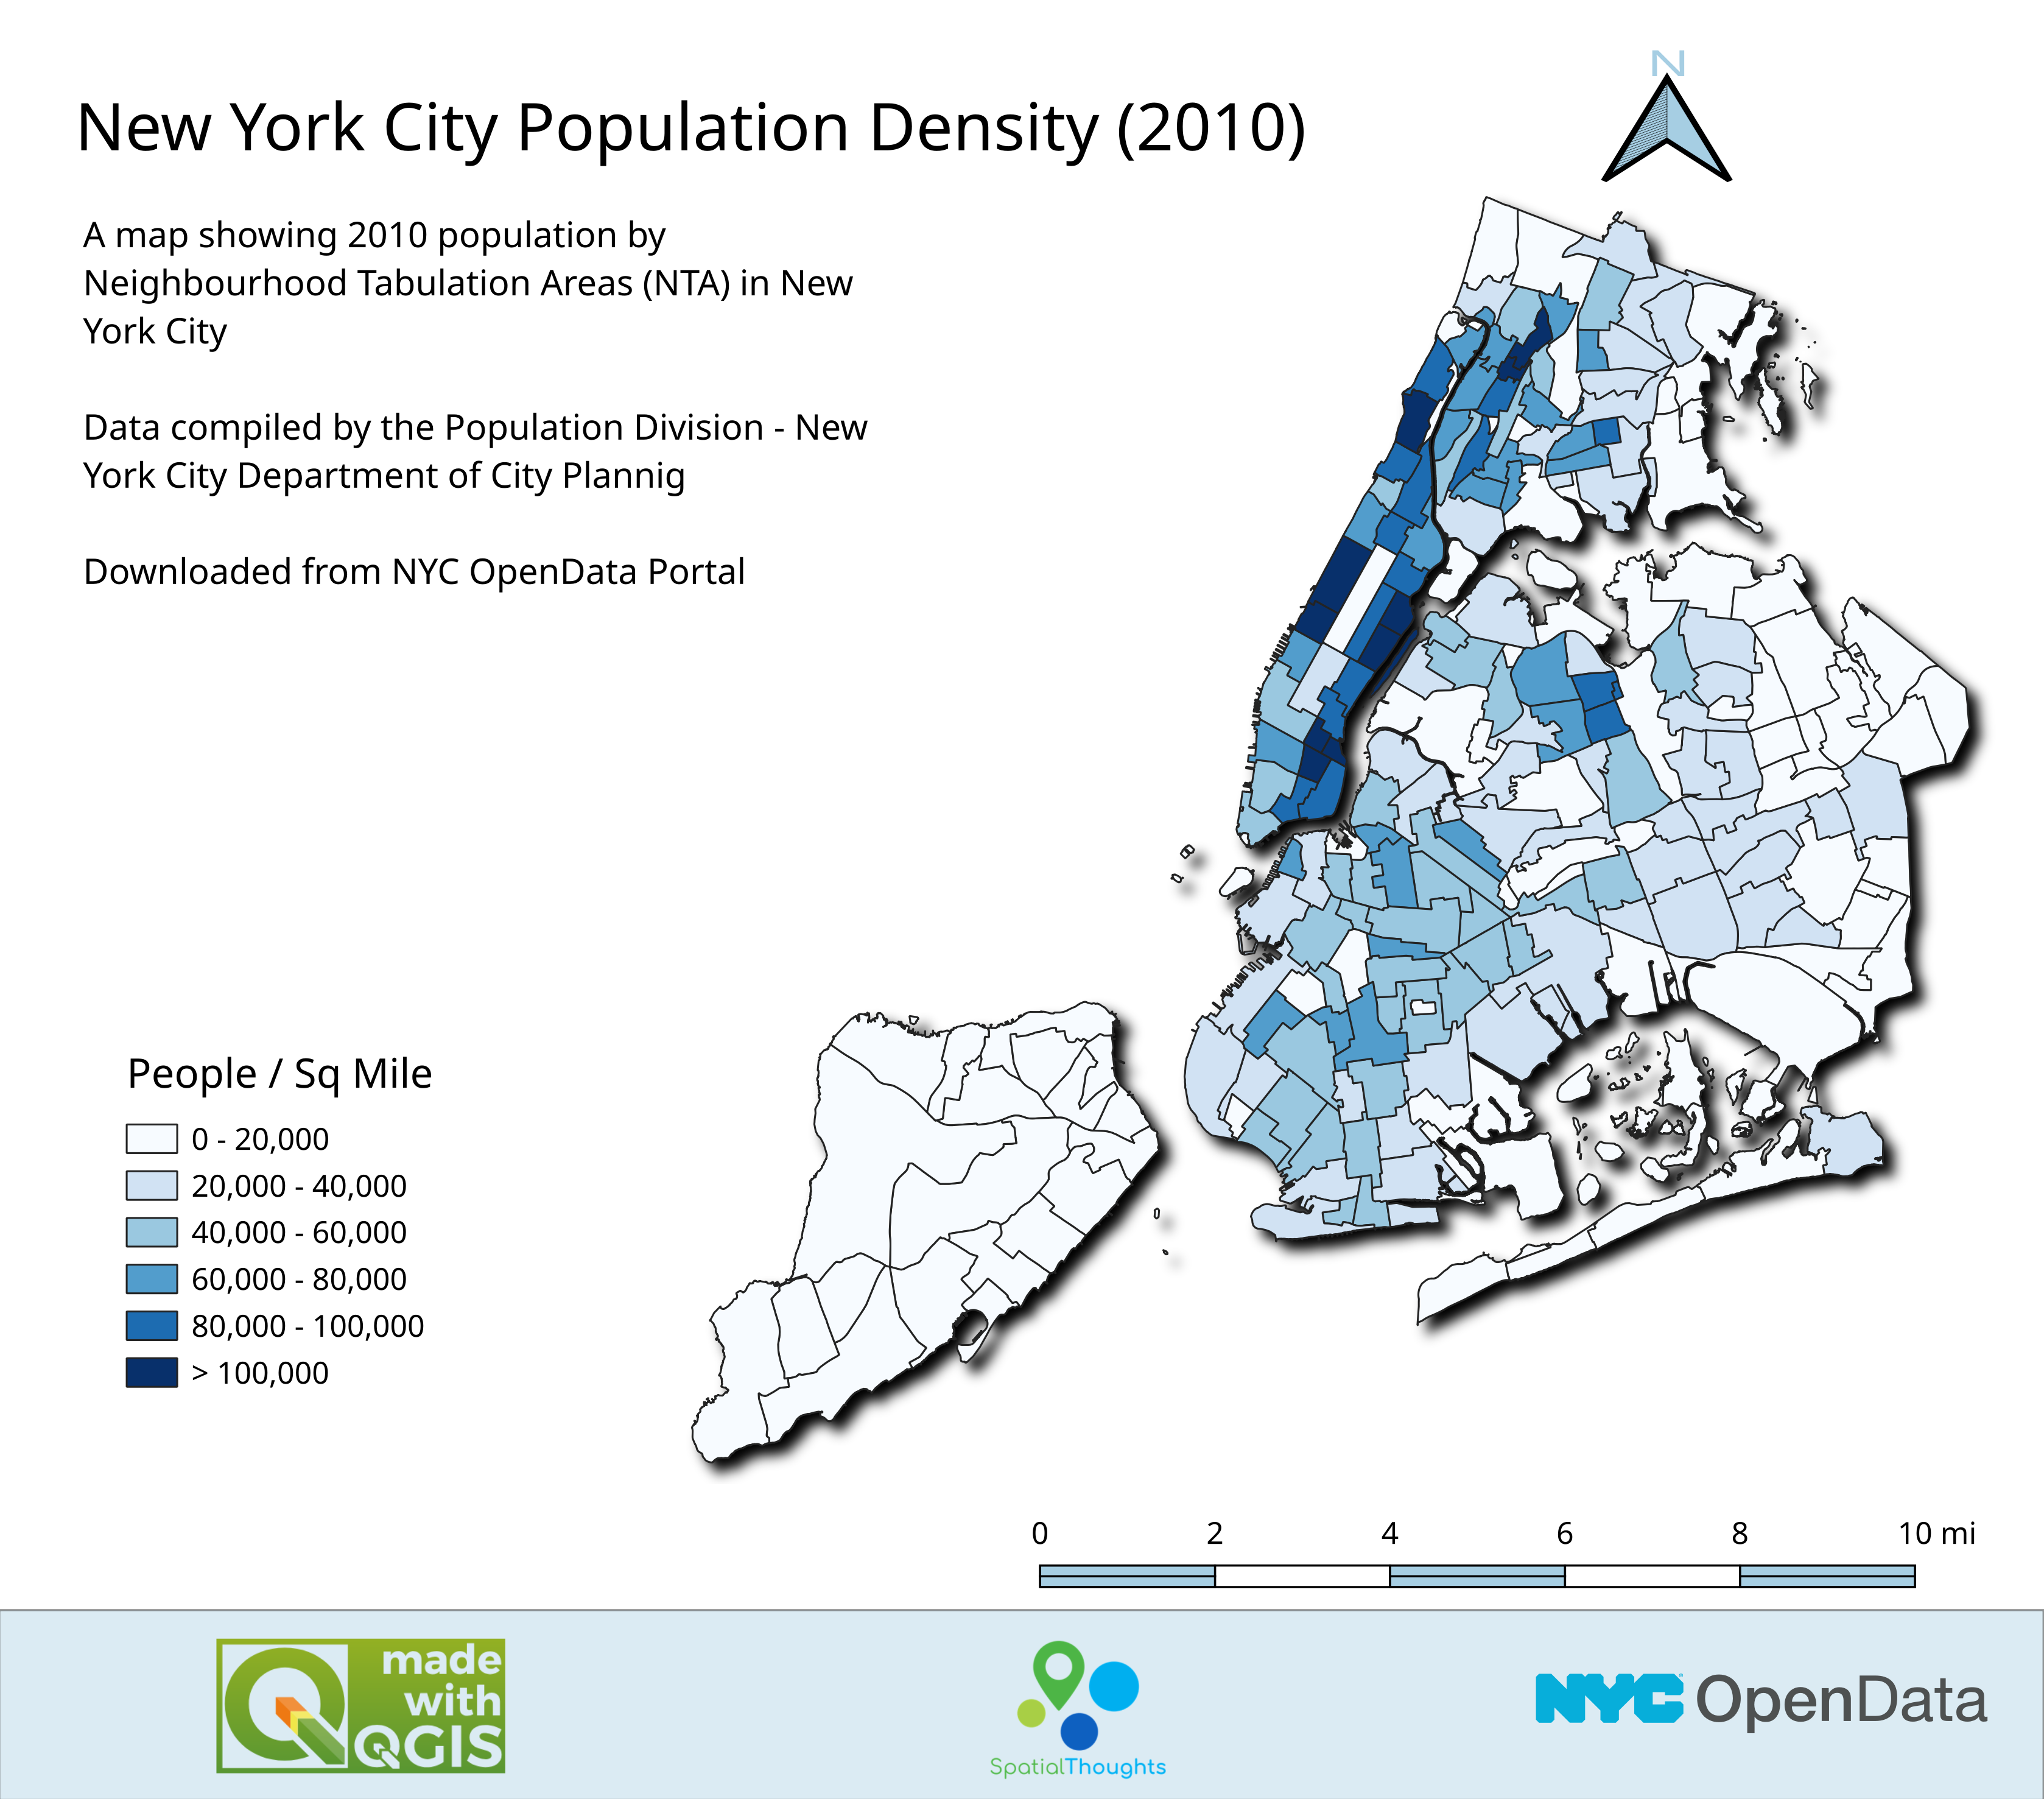 N
New York City Population Density (2010)
A map showing 2010 population by
Neighbourhood Tabulation Areas (NTA) in New
York City
Data compiled by the Population Division - New
York City Department of City Plannig
Downloaded from NYC OpenData Portal
People / Sq Mile
0 - 20,000
20,000 - 40,000
40,000 - 60,000
60,000 - 80,000
80,000 - 100,000
> 100,000
0 2 4 6 8 10 mi
made
with
QGIS
SpatialThoughts
NYC OpenData